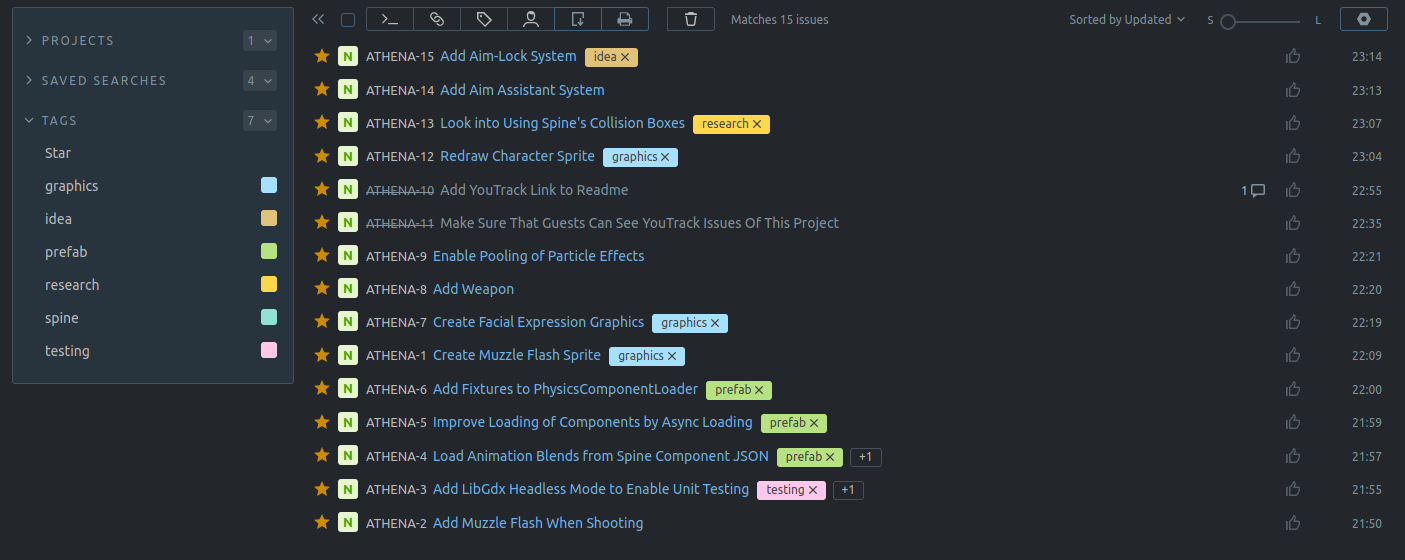 PROJECTS 1
SAVED SEARCHES 4
TAGS 7
Star
graphics
idea
prefab
research
spine
testing
Matches 15 issues
Sorted by Updated
S L
N ATHENA-15 Add Aim-Lock System idea 23:14
N ATHENA-14 Add Aim Assistant System 23:13
N ATHENA-13 Look into Using Spine's Collision Boxes research 23:07
N ATHENA-12 Redraw Character Sprite graphics 23:04
N ATHENA-10 Add YouTrack Link to Readme 1 22:55
N ATHENA-11 Make Sure That Guests Can See YouTrack Issues Of This Project 22:35
N ATHENA-9 Enable Pooling of Particle Effects 22:21
N ATHENA-8 Add Weapon 22:20
N ATHENA-7 Create Facial Expression Graphics graphics 22:19
N ATHENA-1 Create Muzzle Flash Sprite graphics 22:09
N ATHENA-6 Add Fixtures to PhysicsComponentLoader prefab 22:00
N ATHENA-5 Improve Loading of Components by Async Loading prefab 21:59
N ATHENA-4 Load Animation Blends from Spine Component JSON prefab +1 21:57
N ATHENA-3 Add LibGdx Headless Mode to Enable Unit Testing testing +1 21:55
N ATHENA-2 Add Muzzle Flash When Shooting 21:50